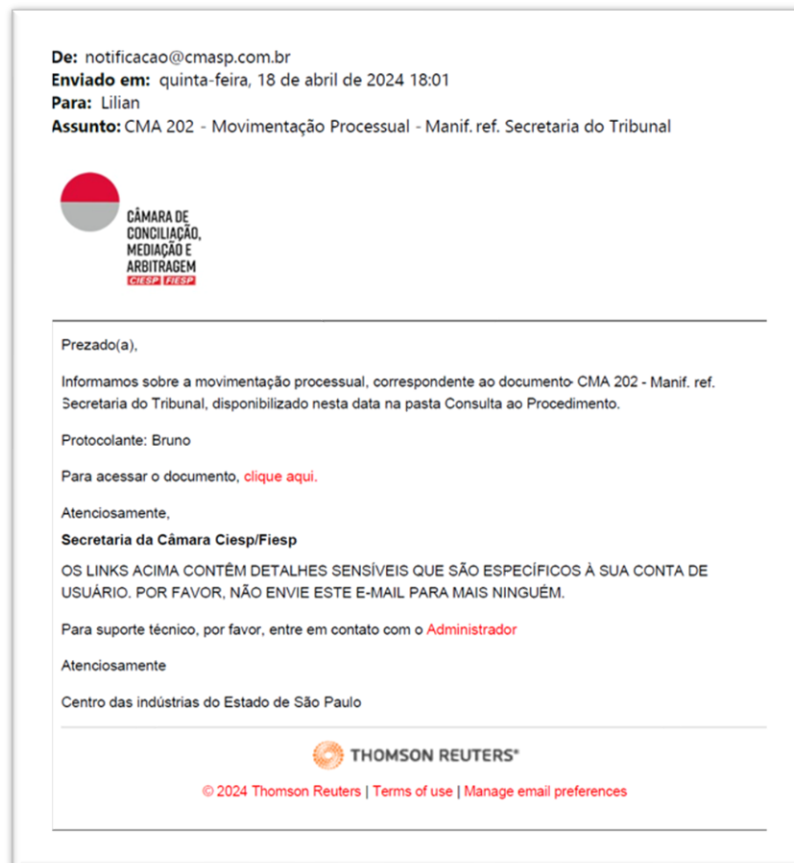 De: notificacao@cmasp.com.br
Enviado em: quinta-feira, 18 de abril de 2024 18:01
Para: Lilian
Assunto: CMA 202 - Movimentação Processual - Manif. ref. Secretaria do Tribunal
CÂMARA DE
CONCILIAÇÃO,
MEDIAÇÃO E
ARBITRAGEM
CIESP FIESP
Prezado(a),
Informamos sobre a movimentação processual, correspondente ao documento- CMA 202 - Manif. ref.
Secretaria do Tribunal, disponibilizado nesta data na pasta Consulta ao Procedimento.
Protocolante: Bruno
Para acessar o documento, clique aqui.
Atenciosamente,
Secretaria da Câmara Ciesp/Fiesp
OS LINKS ACIMA CONTÊM DETALHES SENSÍVEIS QUE SÃO ESPECÍFICOS À SUA CONTA DE
USUÁRIO. POR FAVOR, NÃO ENVIE ESTE E-MAIL PARA MAIS NINGUÉM.
Para suporte técnico, por favor, entre em contato com o Administrador
Atenciosamente
Centro das indústrias do Estado de São Paulo
THOMSON REUTERS®
© 2024 Thomson Reuters | Terms of use | Manage email preferences